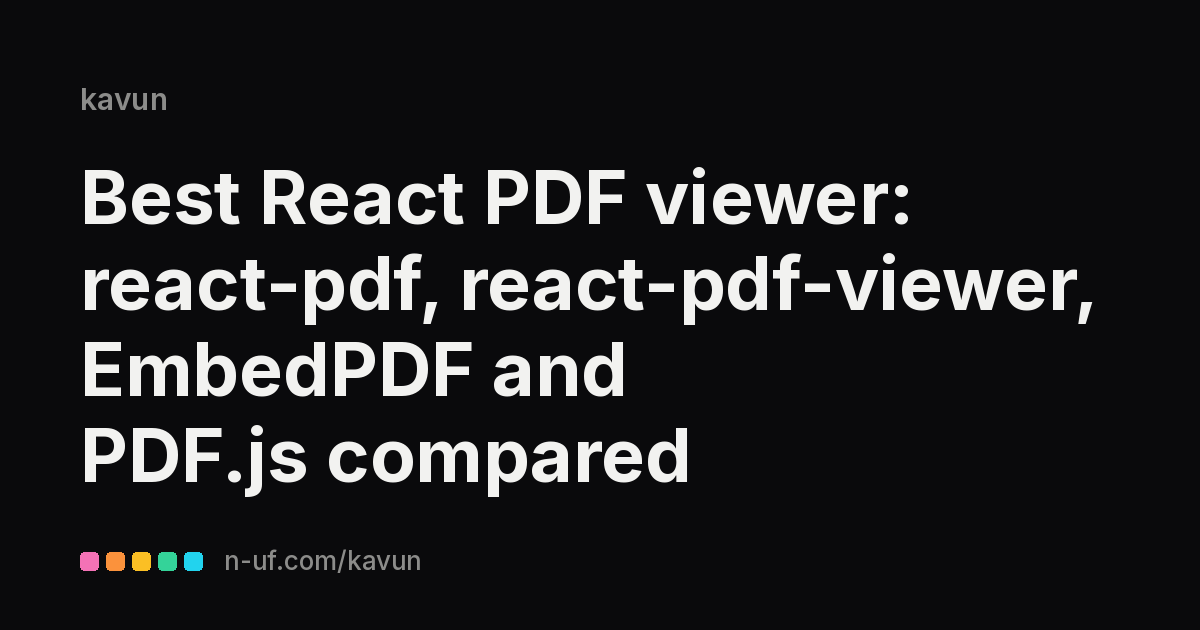 kavun
Best React PDF viewer:
react-pdf, react-pdf-viewer,
EmbedPDF and
PDF.js compared
n-uf.com/kavun